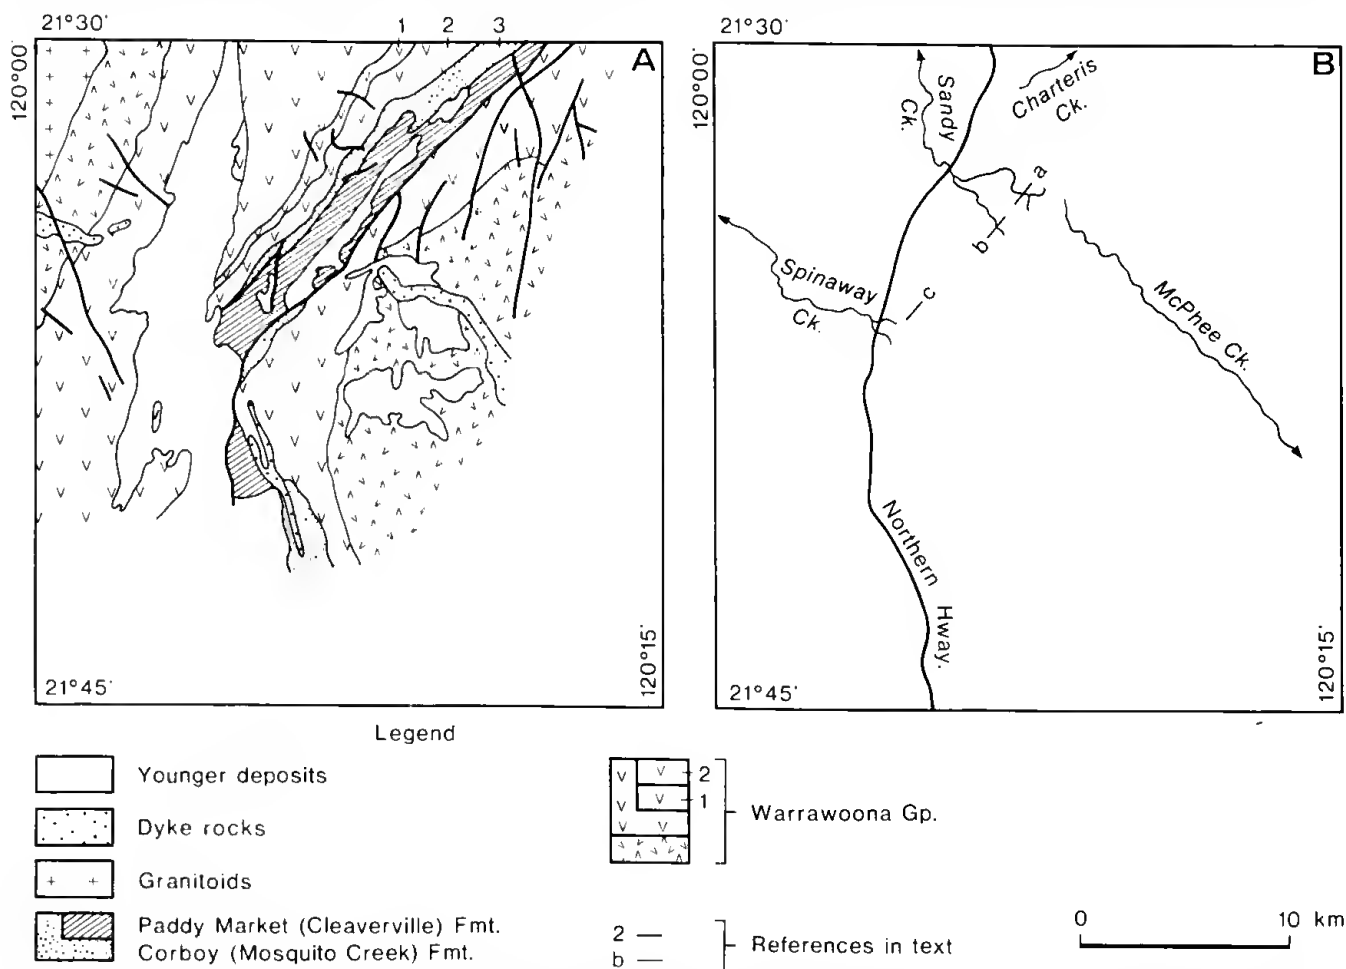 21°30'
1 2 3
120°00'
A
21°45'
120°15'
21°30'
120°00'
B
Sandy
Ck.
Charteris
Ck.
a
b
c
Spinaway
Ck.
McPhee Ck.
Northern
Hway.
21°45'
120°15'
Legend
Younger deposits
Dyke rocks
Granitoids
Paddy Market (Cleaverville) Fmt.
Corboy (Mosquito Creek) Fmt.
2
1
Warrawoona Gp.
2
b
References in text
0 10 km